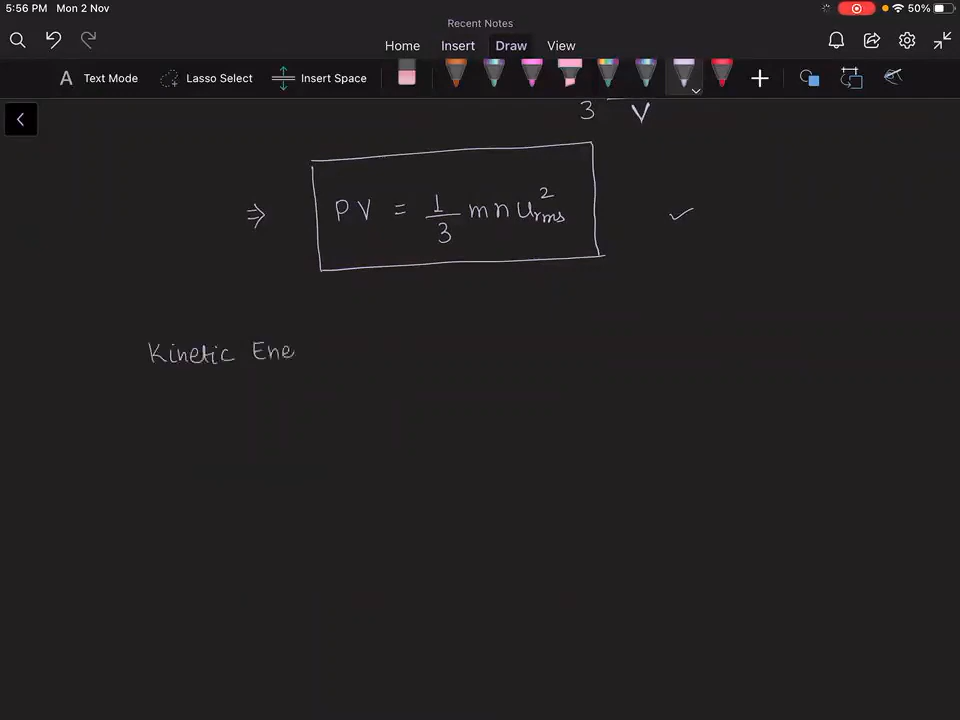 5:56 PM Mon 2 Nov 50%
Recent Notes
Home Insert Draw View
A Text Mode Lasso Select Insert Space
3 V
⇒ PV = 1/3 mnu²rms ✓
Kinetic Ene